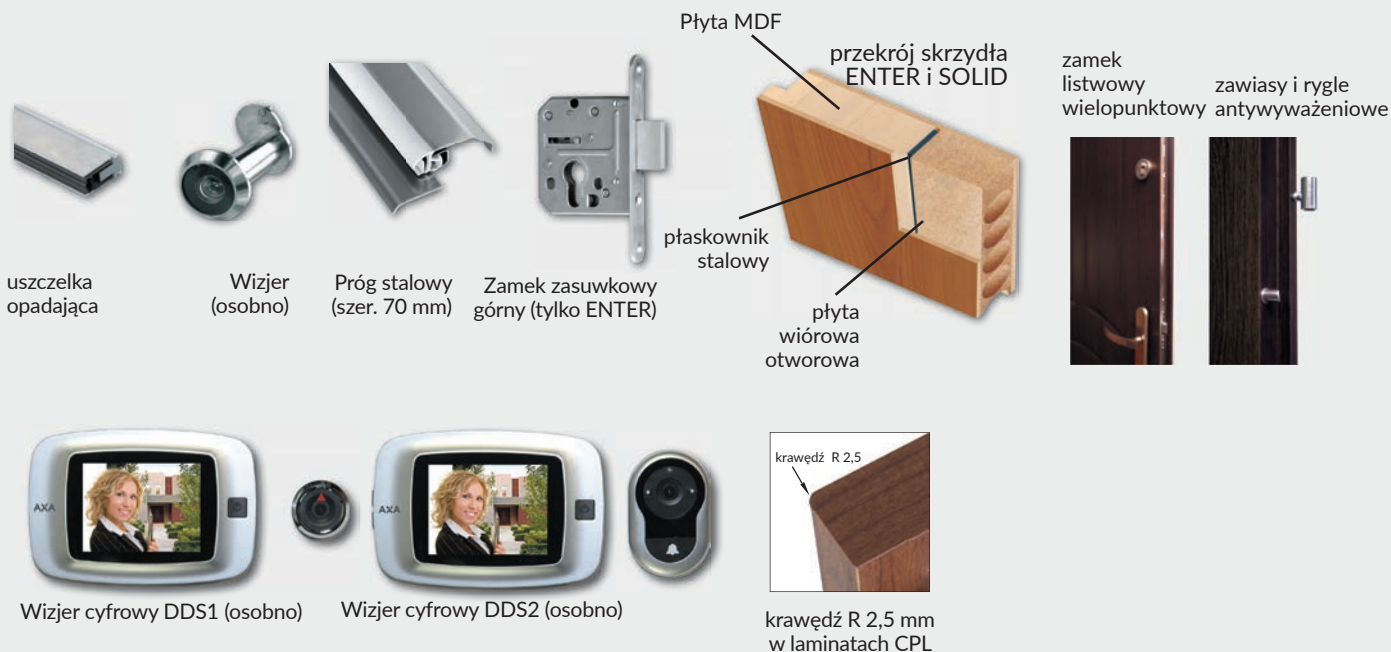 Płyta MDF
przekrój skrzydła
ENTER i SOLID
zamek
listwowy
wielopunktowy
zawiasy i rygle
antywyważeniowe
płaskownik
stalowy
płyta
wiórowa
otworowa
uszczelka
opadająca
Wizjer
(osobno)
Próg stalowy
(szer. 70 mm)
Zamek zasuwkowy
górny (tylko ENTER)
AXA
AXA
krawędź R 2,5
Wizjer cyfrowy DDS1 (osobno)
Wizjer cyfrowy DDS2 (osobno)
krawędź R 2,5 mm
w laminatach CPL